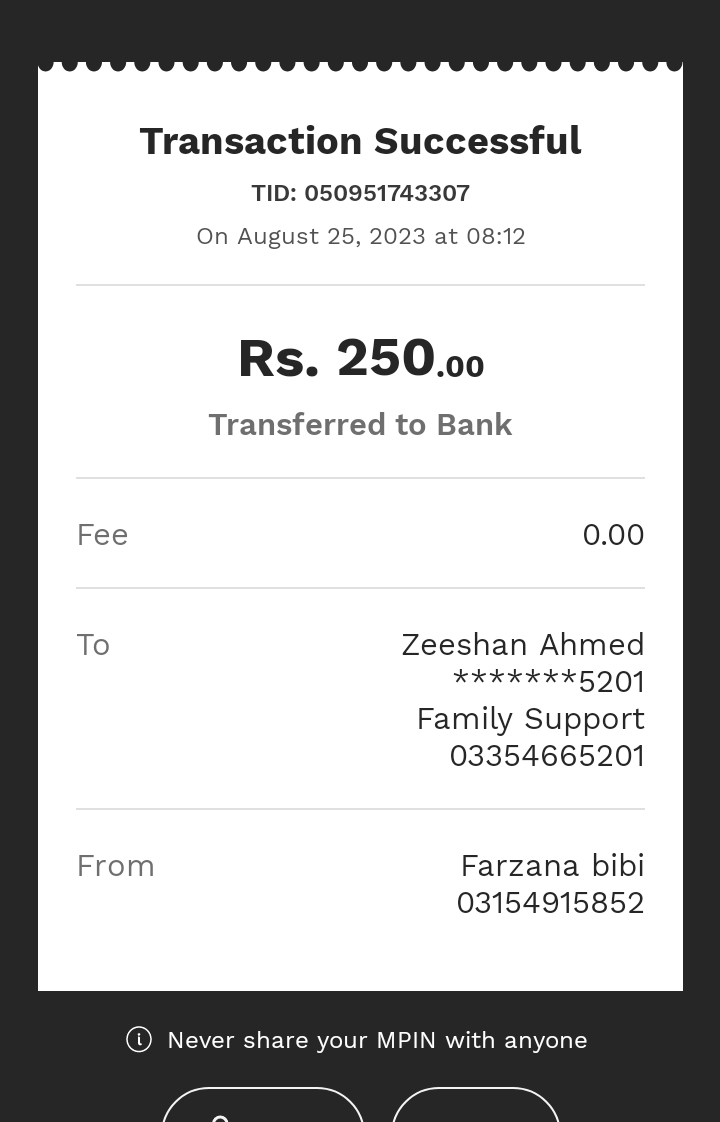 Transaction Successful
TID: 050951743307
On August 25, 2023 at 08:12
Rs. 250.00
Transferred to Bank
Fee 0.00
To Zeeshan Ahmed
*******5201
Family Support
03354665201
From Farzana bibi
03154915852
Never share your MPIN with anyone